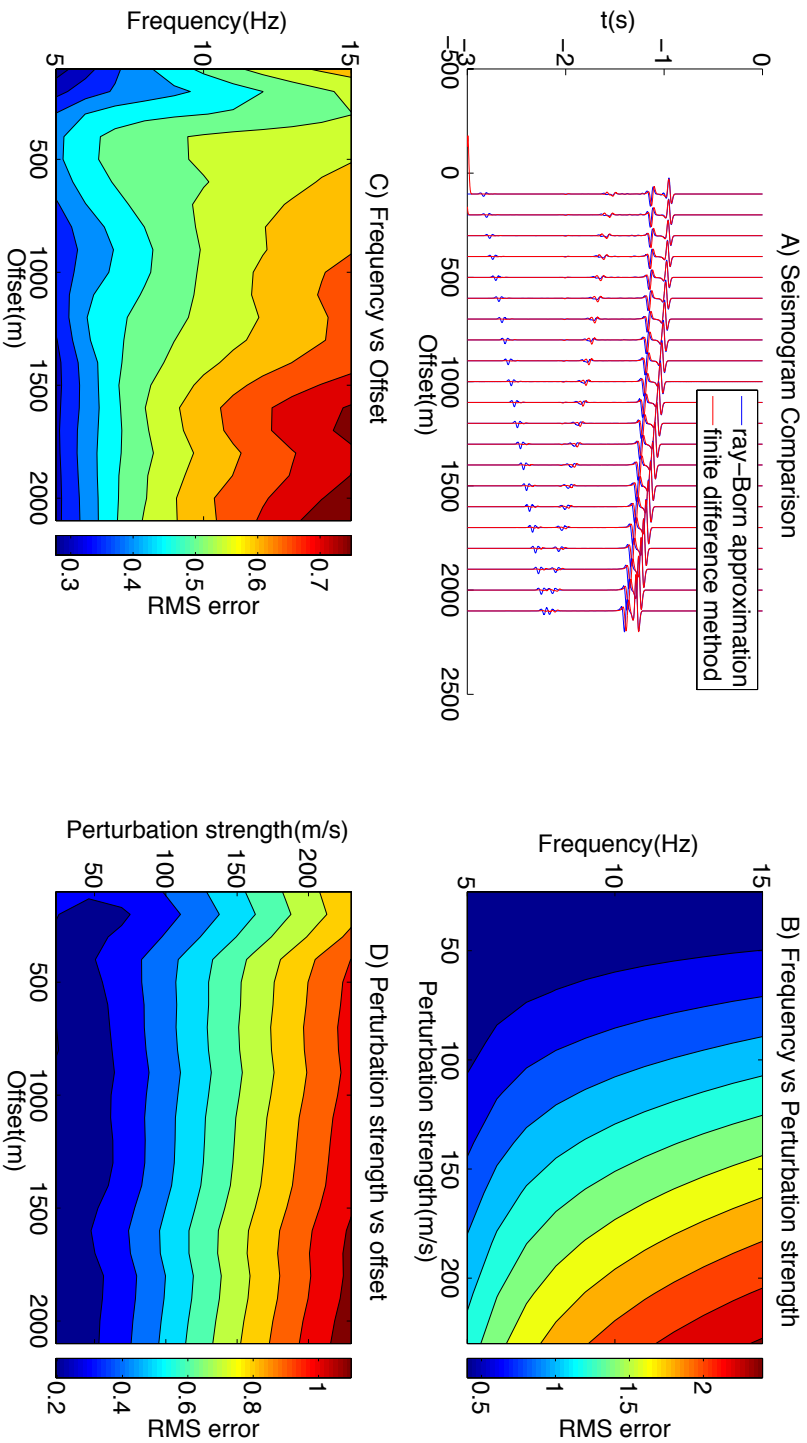 A) Seismogram Comparison
t(s)
0
−1
−2
−3
−500
0
500
1000
1500
2000
2500
Offset(m)
ray−Born approximation
finite difference method
B) Frequency vs Perturbation strength
Frequency(Hz)
15
10
5
50
100
150
200
Perturbation strength(m/s)
0.5
1
1.5
2
RMS error
C) Frequency vs Offset
Frequency(Hz)
15
10
5
500
1000
1500
2000
Offset(m)
0.3
0.4
0.5
0.6
0.7
RMS error
D) Perturbation strength vs offset
Perturbation strength(m/s)
200
150
100
50
500
1000
1500
2000
Offset(m)
0.2
0.4
0.6
0.8
1
RMS error